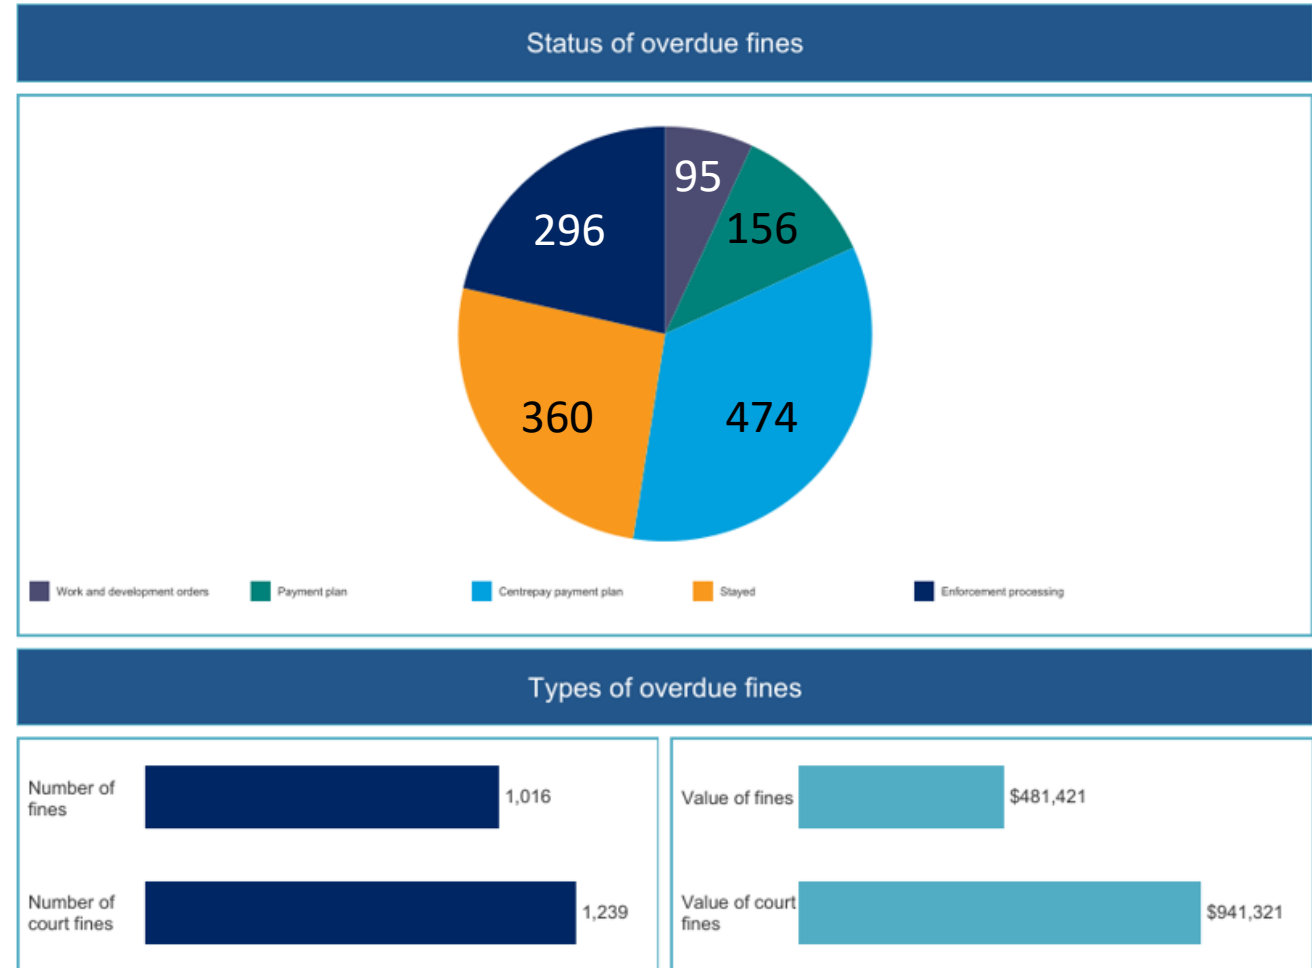 Status of overdue fines
95
156
296
360
474
Work and development orders
Payment plan
Centrepay payment plan
Stayed
Enforcement processing
Types of overdue fines
Number of
fines
1,016
Number of
court fines
1,239
Value of fines
$481,421
Value of court
fines
$941,321